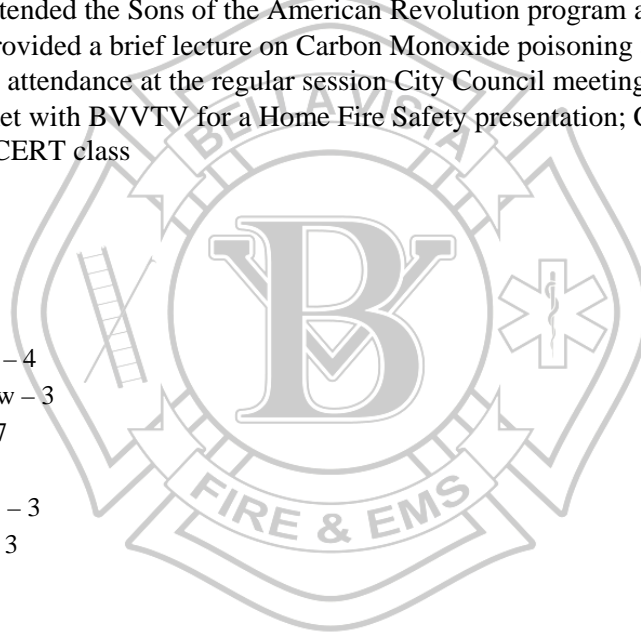 tended the Sons of the American Revolution program a
rovided a brief lecture on Carbon Monoxide poisoning
attendance at the regular session City Council meeting
et with BVVTV for a Home Fire Safety presentation; C
CERT class
BELLA VISTA
BV
– 4
w – 3
7
– 3
3
FIRE & EMS